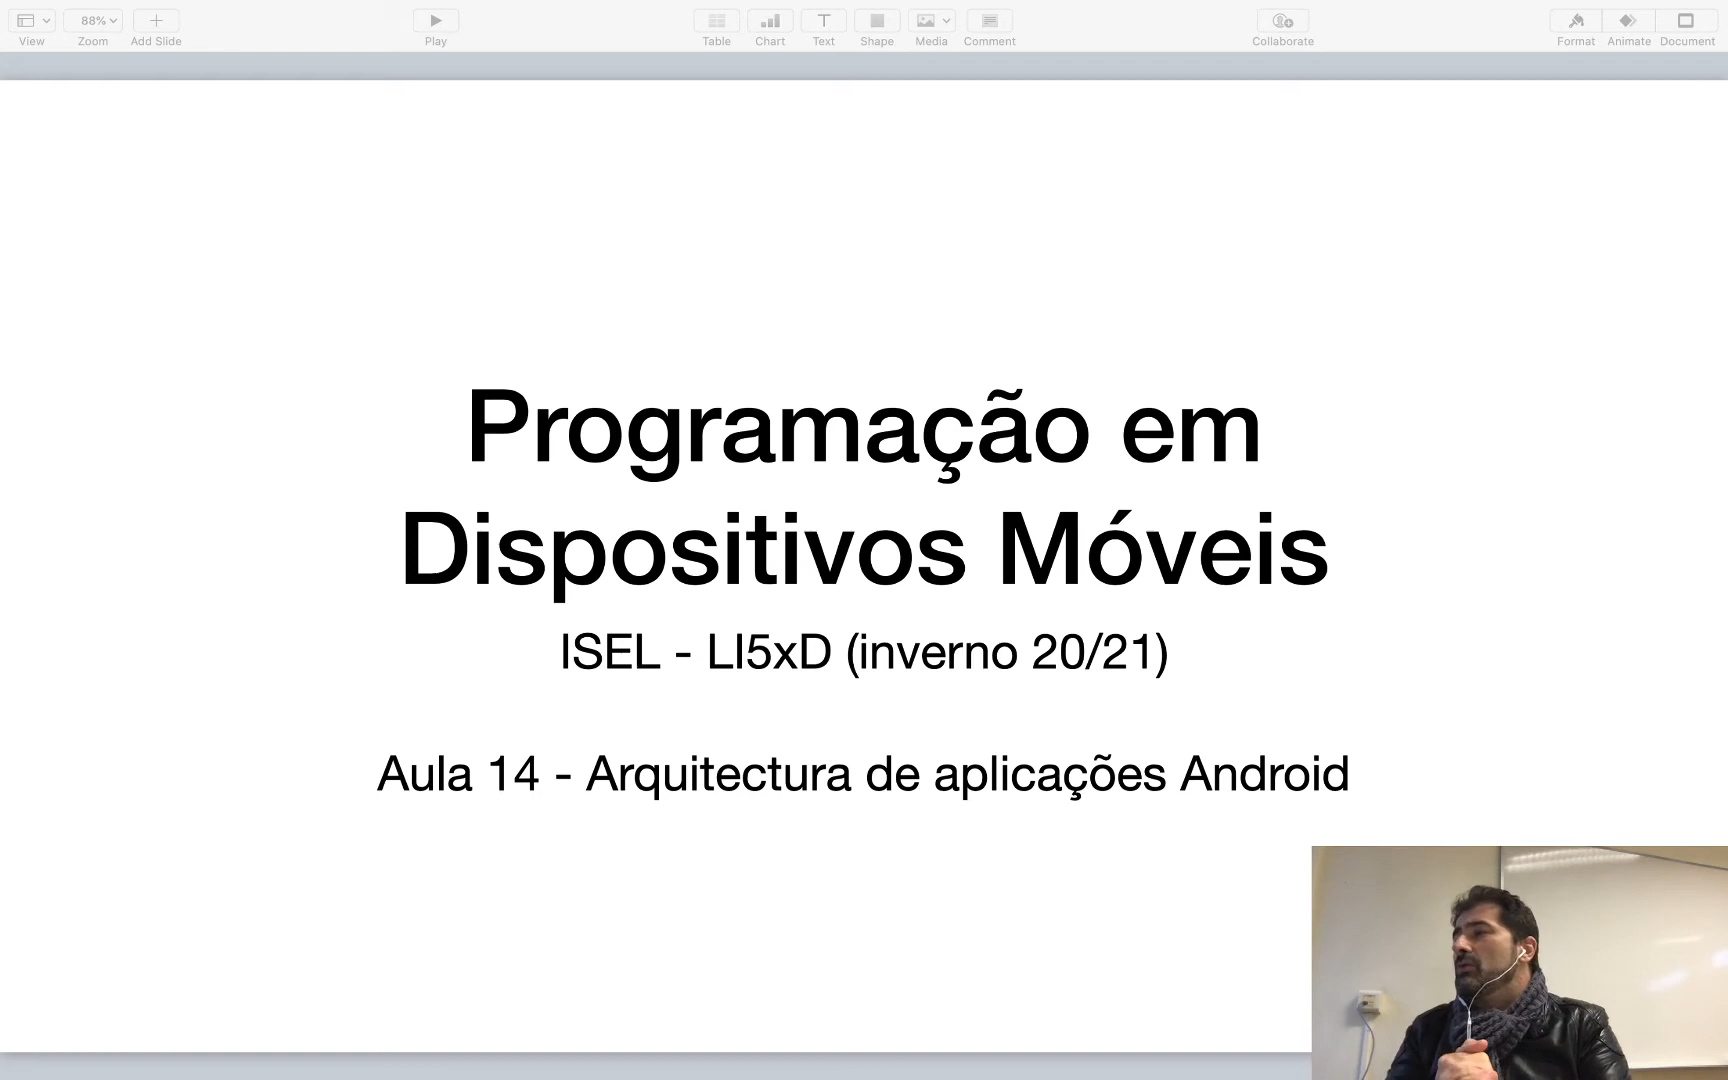 88%
View
Zoom
Add Slide
Play
Table
Chart
Text
Shape
Media
Comment
Collaborate
Format
Animate
Document
Programação em
Dispositivos Móveis
ISEL - LI5xD (inverno 20/21)
Aula 14 - Arquitectura de aplicações Android